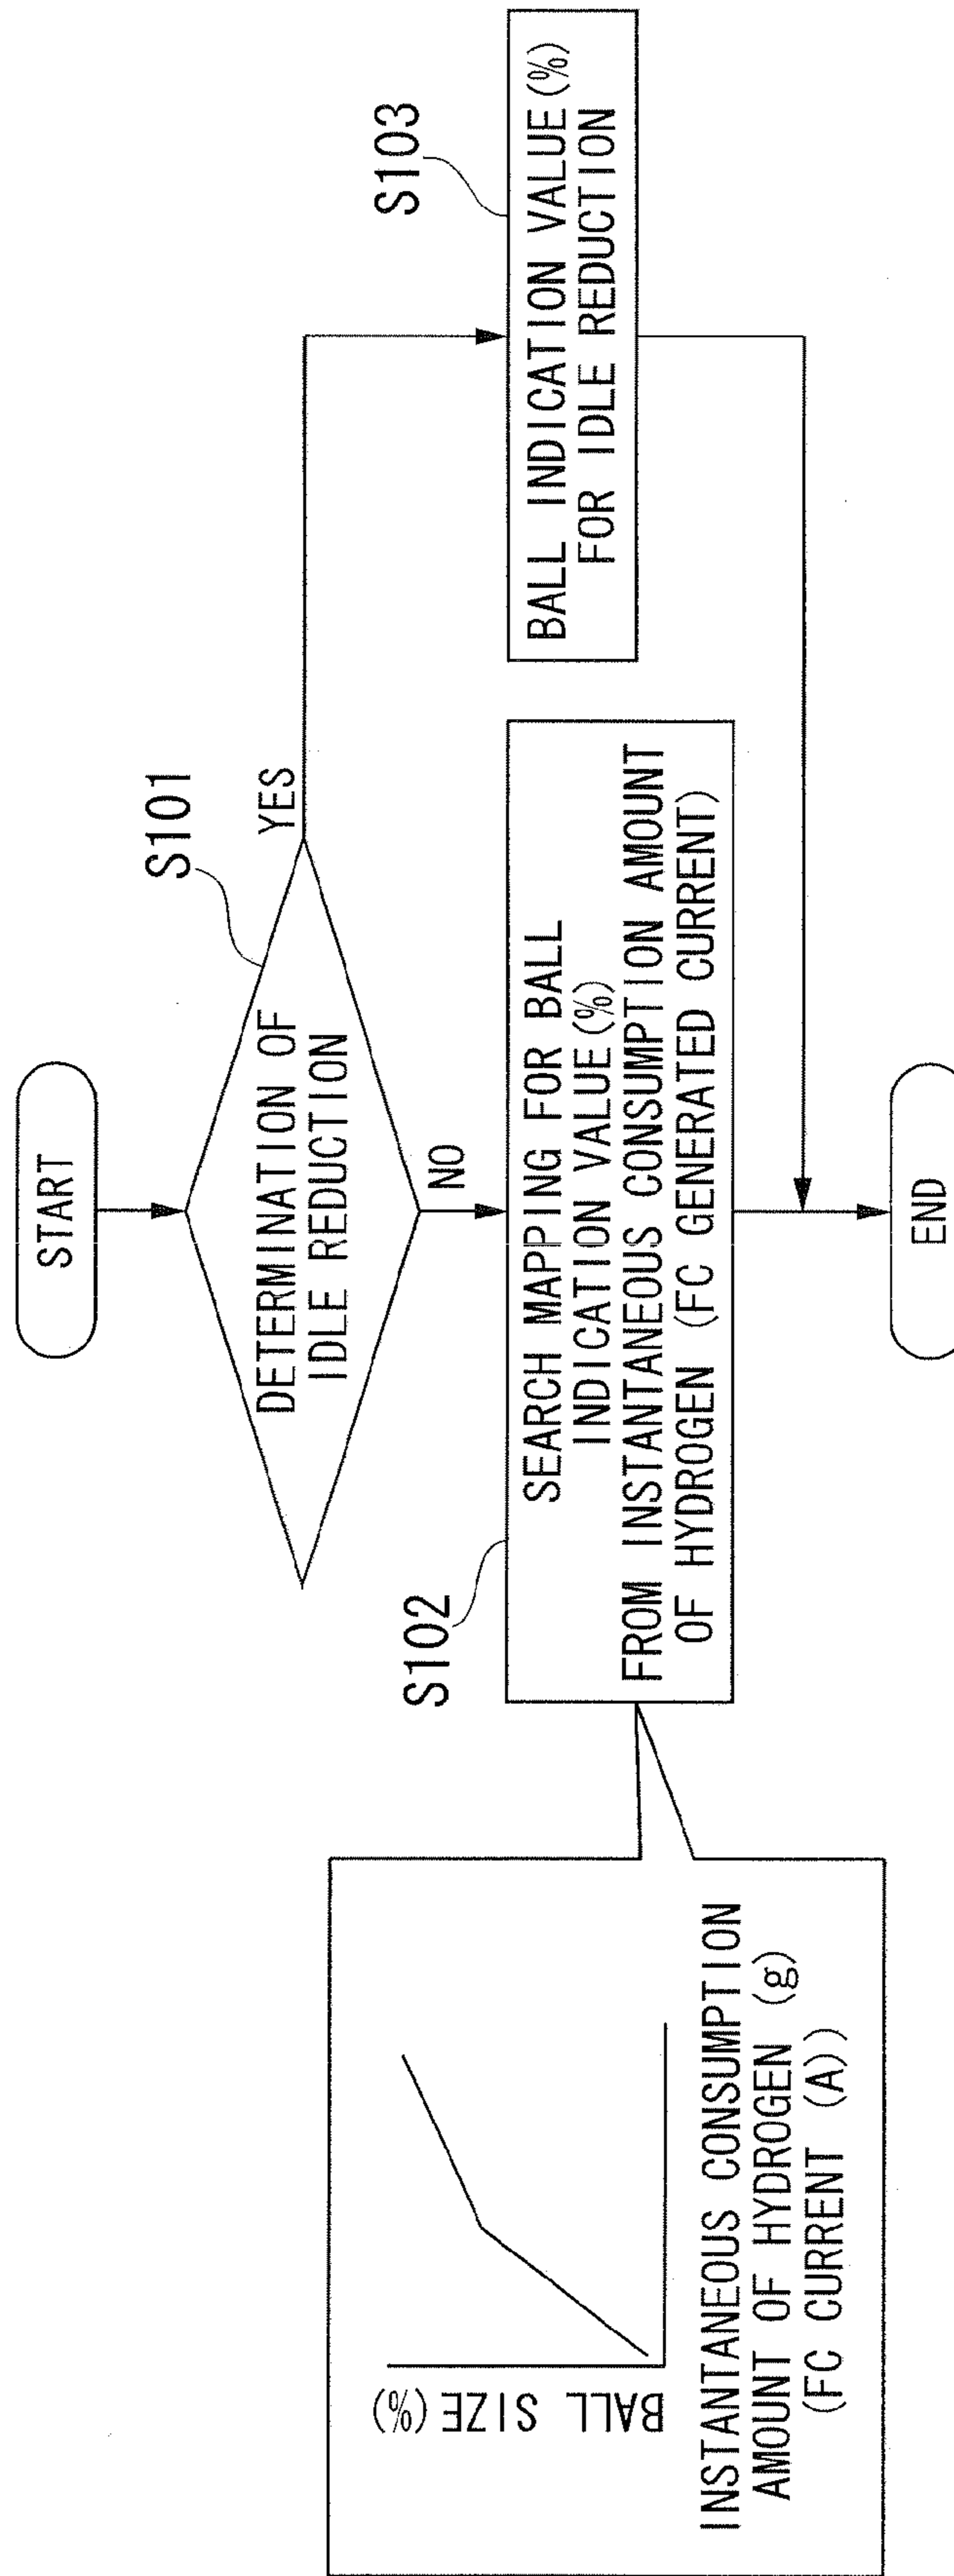 START
S101
DETERMINATION OF
IDLE REDUCTION
YES
NO
S102
SEARCH MAPPING FOR BALL
INDICATION VALUE(%)
FROM INSTANTANEOUS CONSUMPTION AMOUNT
OF HYDROGEN (FC GENERATED CURRENT)
S103
BALL INDICATION VALUE(%)
FOR IDLE REDUCTION
BALL SIZE(%)
INSTANTANEOUS CONSUMPTION
AMOUNT OF HYDROGEN (g)
(FC CURRENT (A))
END